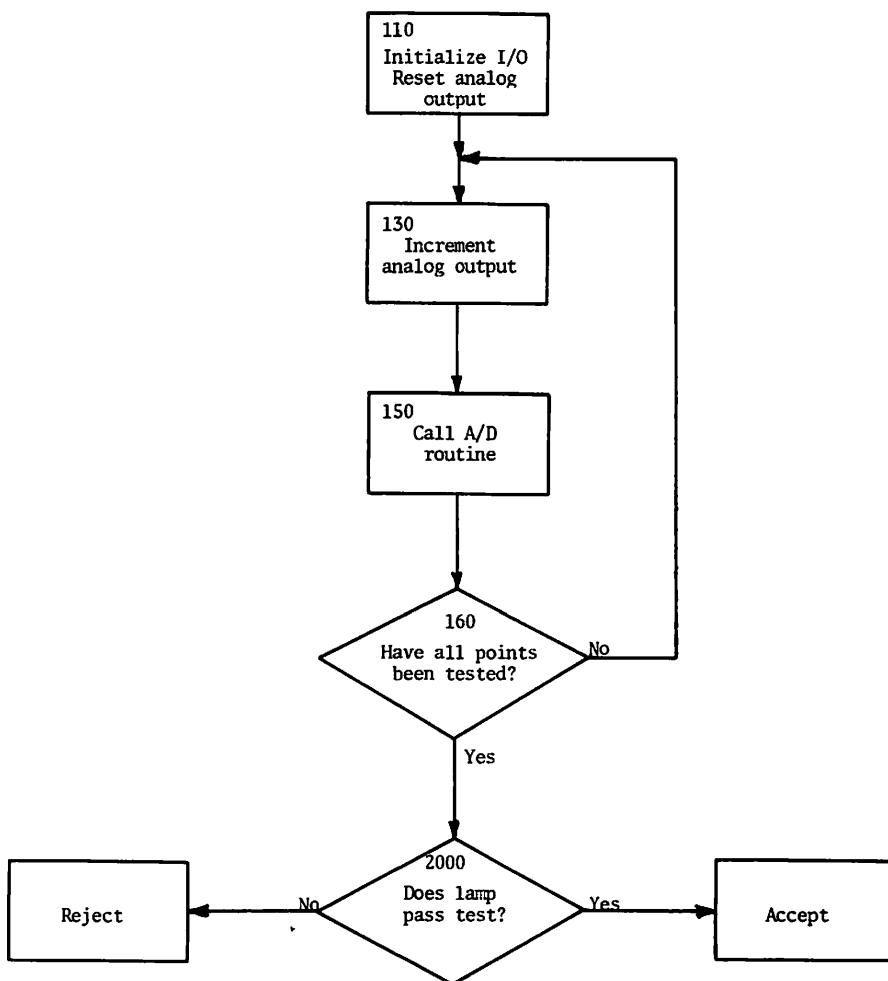 110
Initialize I/O
Reset analog
output
130
Increment
analog output
150
Call A/D
routine
160
Have all points
been tested?
No
Yes
2000
Does lamp
pass test?
No
Yes
Reject
Accept